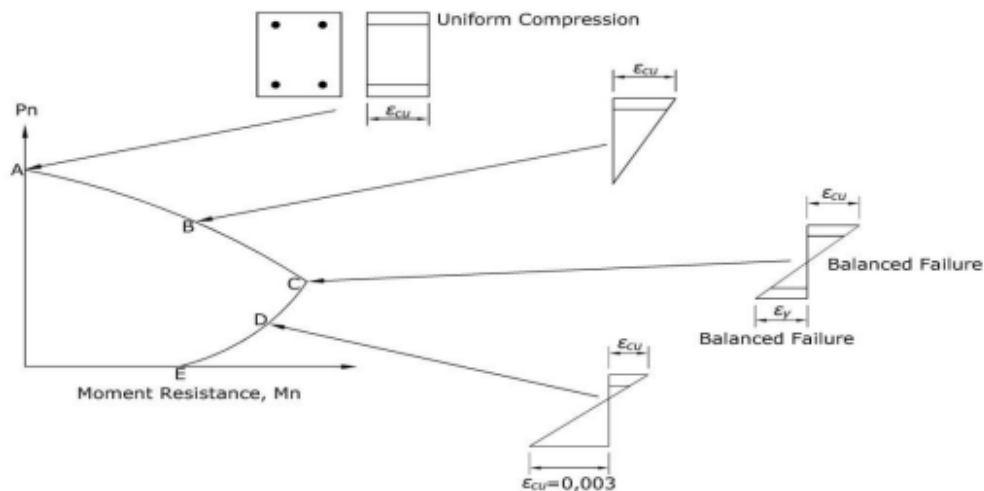 Uniform Compression
εcu
εcu
Pn
A
B
εcu
C
Balanced Failure
D
εy
Balanced Failure
εcu
E
Moment Resistance, Mn
εcu=0,003